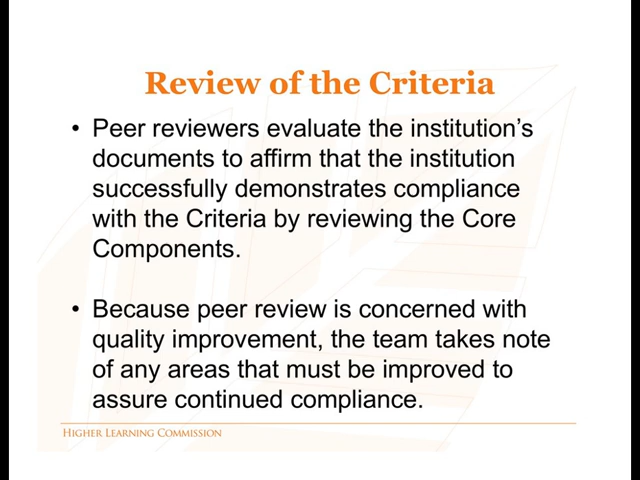 Review of the Criteria
• Peer reviewers evaluate the institution’s
documents to affirm that the institution
successfully demonstrates compliance
with the Criteria by reviewing the Core
Components.
• Because peer review is concerned with
quality improvement, the team takes note
of any areas that must be improved to
assure continued compliance.
Higher Learning Commission